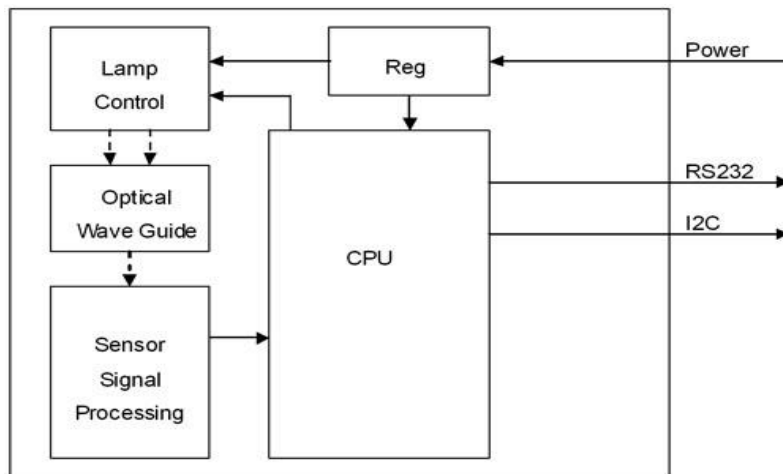 Lamp
Control
Reg
Power
Optical
Wave Guide
CPU
RS232
I2C
Sensor
Signal
Processing